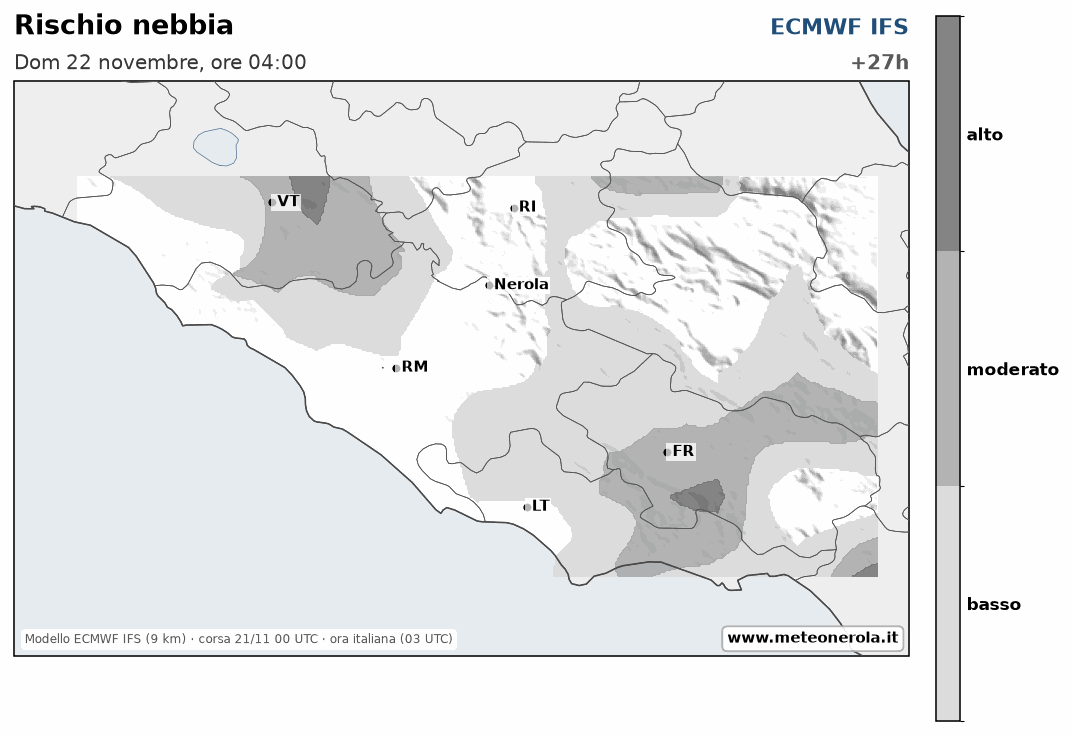 Rischio nebbia
ECMWF IFS
Dom 22 novembre, ore 04:00
+27h
alto
VT
RI
Nerola
moderato
RM
FR
LT
basso
Modello ECMWF IFS (9 km) · corsa 21/11 00 UTC · ora italiana (03 UTC)
www.meteonerola.it